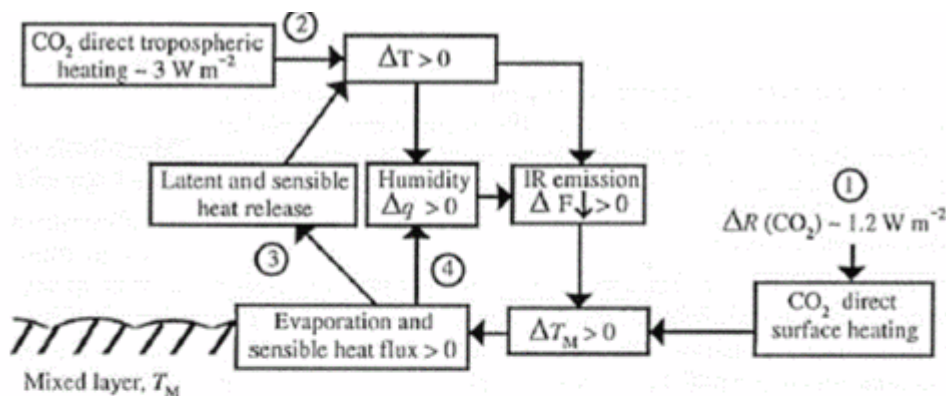 ②
CO₂ direct tropospheric
heating ~ 3 W m⁻²
ΔT > 0
Latent and sensible
heat release
Humidity
Δq > 0
IR emission
Δ F↓ > 0
①
ΔR (CO₂) ~ 1.2 W m⁻²
③
④
Evaporation and
sensible heat flux > 0
ΔT_M > 0
CO₂ direct
surface heating
Mixed layer, T_M